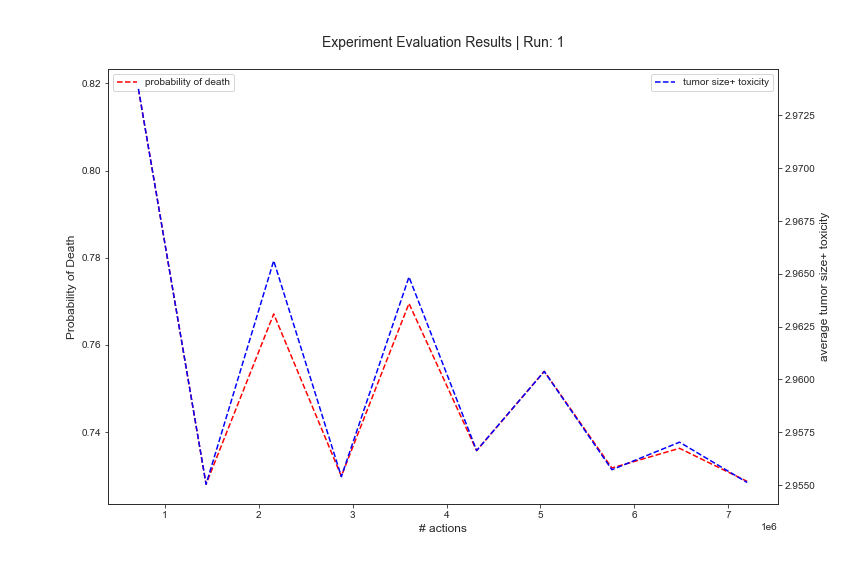 Experiment Evaluation Results | Run: 1
probability of death
tumor size+ toxicity
0.82
0.80
0.78
0.76
0.74
Probability of Death
2.9725
2.9700
2.9675
2.9650
2.9625
2.9600
2.9575
2.9550
average tumor size+ toxicity
1 2 3 4 5 6 7
1e6
# actions